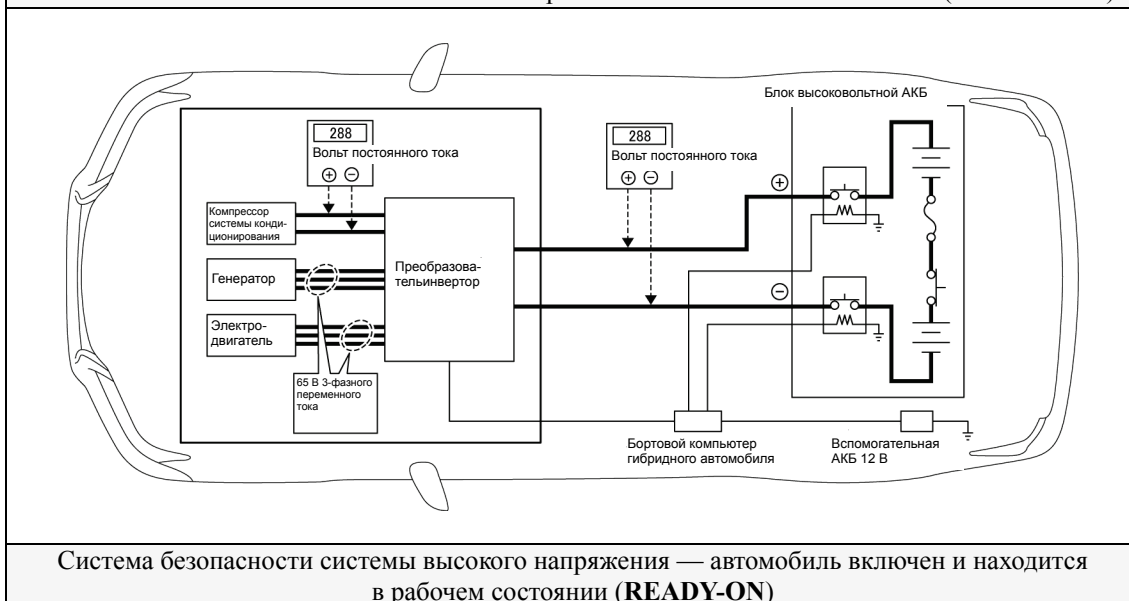 Блок высоковольтной АКБ
288
Вольт постоянного тока
288
Вольт постоянного тока
Компрессор
системы конди-
ционирования
Генератор
Электро-
двигатель
Преобразова-
тельинвертор
65 В 3-фазного
переменного
тока
Бортовой компьютер
гибридного автомобиля
Вспомогательная
АКБ 12 В
Система безопасности системы высокого напряжения — автомобиль включен и находится
в рабочем состоянии (READY-ON)